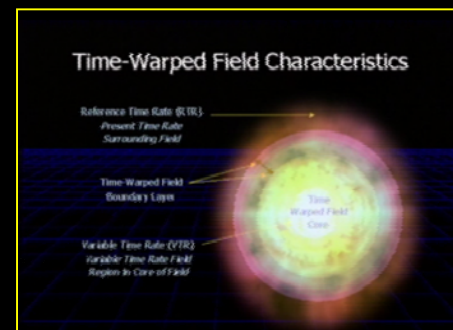 Time-Warped Field Characteristics
Reference Time Rate (RTR)
Present Time Rate
Surrounding Field
Time-Warped Field
Boundary Layer
Time
Warped Field
Core
Variable Time Rate (VTR)
Variable Time Rate Field
Region in Core of Field